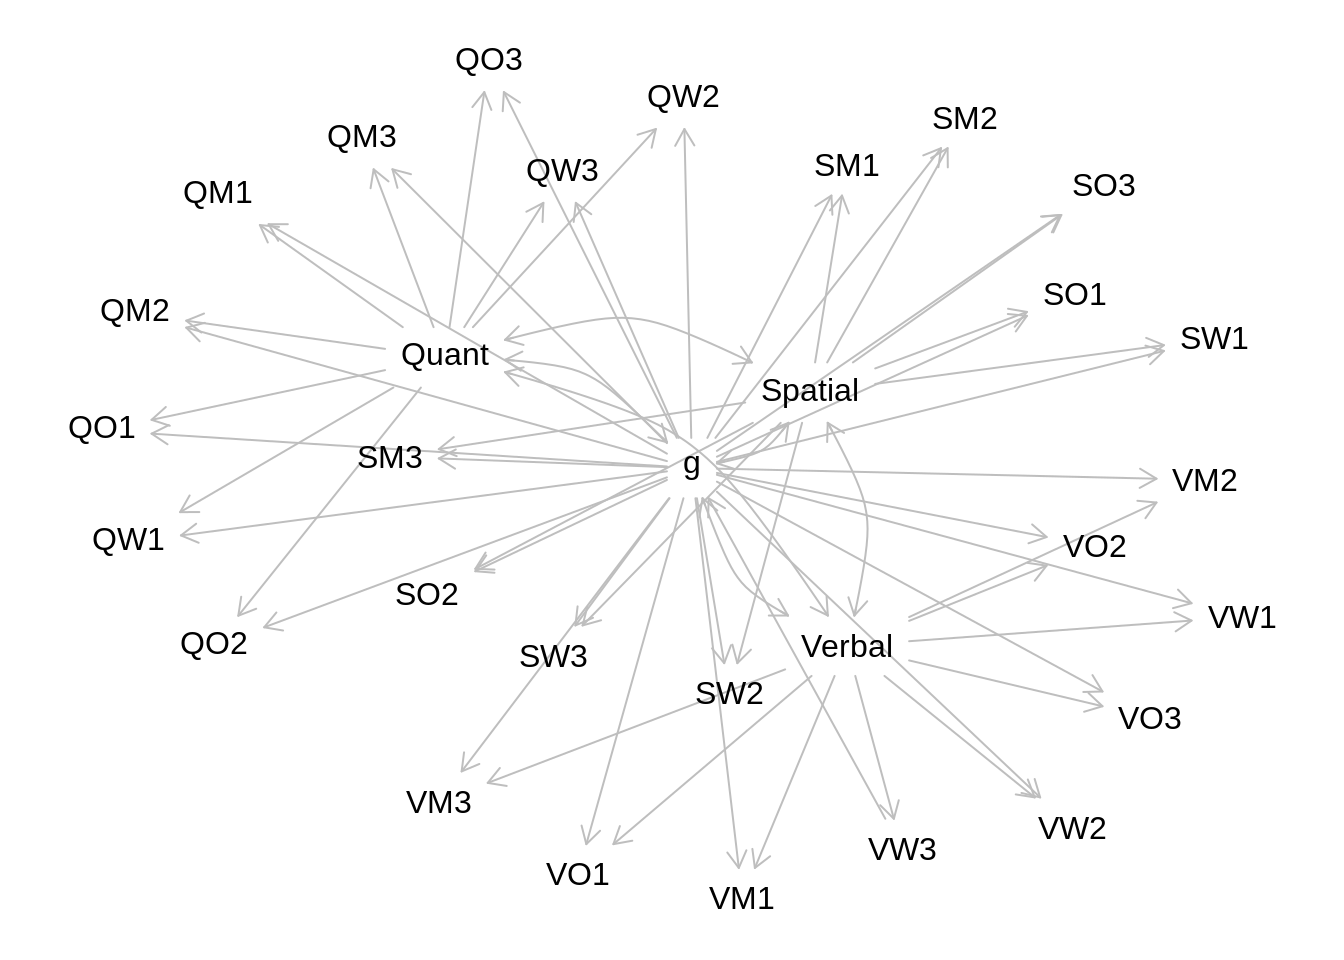 QO3
QW2
SM2
QM3
SM1
QW3
SO3
QM1
SO1
QM2
SW1
Quant
Spatial
QO1
SM3
g
VM2
QW1
VO2
SO2
VW1
QO2
Verbal
SW3
SW2
VO3
VM3
VW2
VW3
VO1
VM1